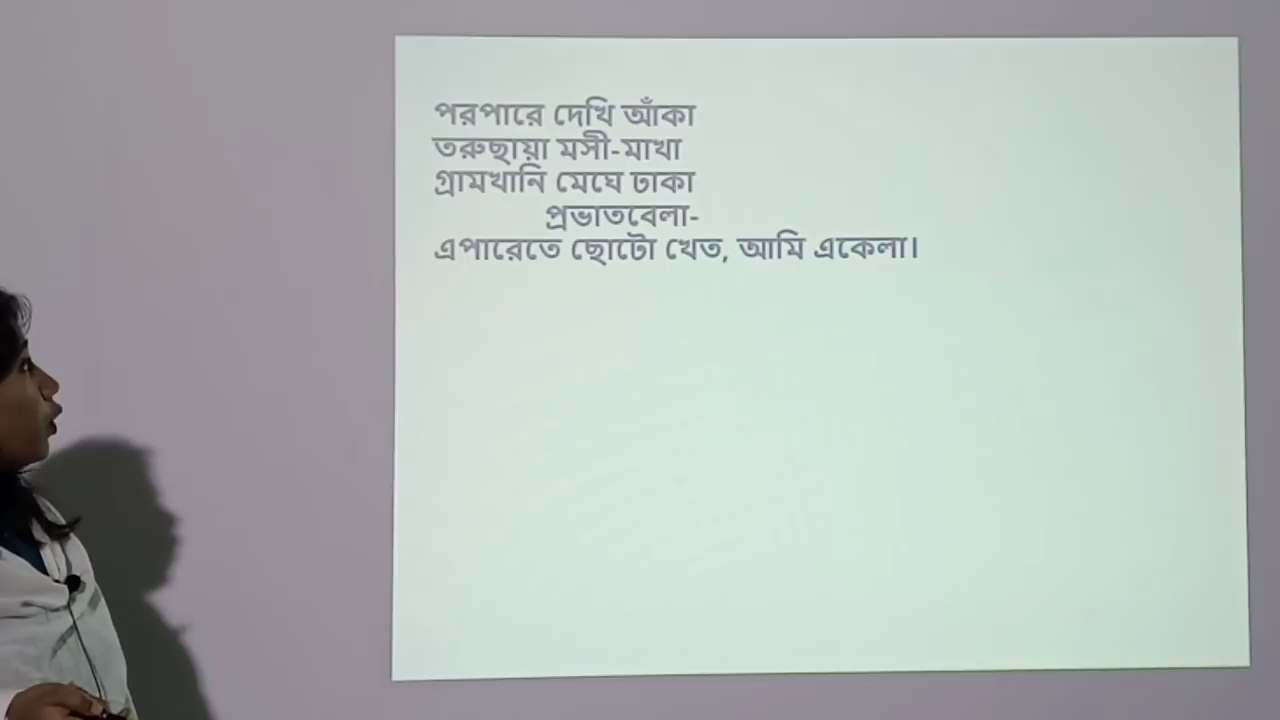 পরপারে দেখি আঁকা
তরুছায়া মসী-মাখা
গ্রামখানি মেঘে ঢাকা
প্রভাতবেলা-
এপারেতে ছোটো খেত, আমি একেলা।